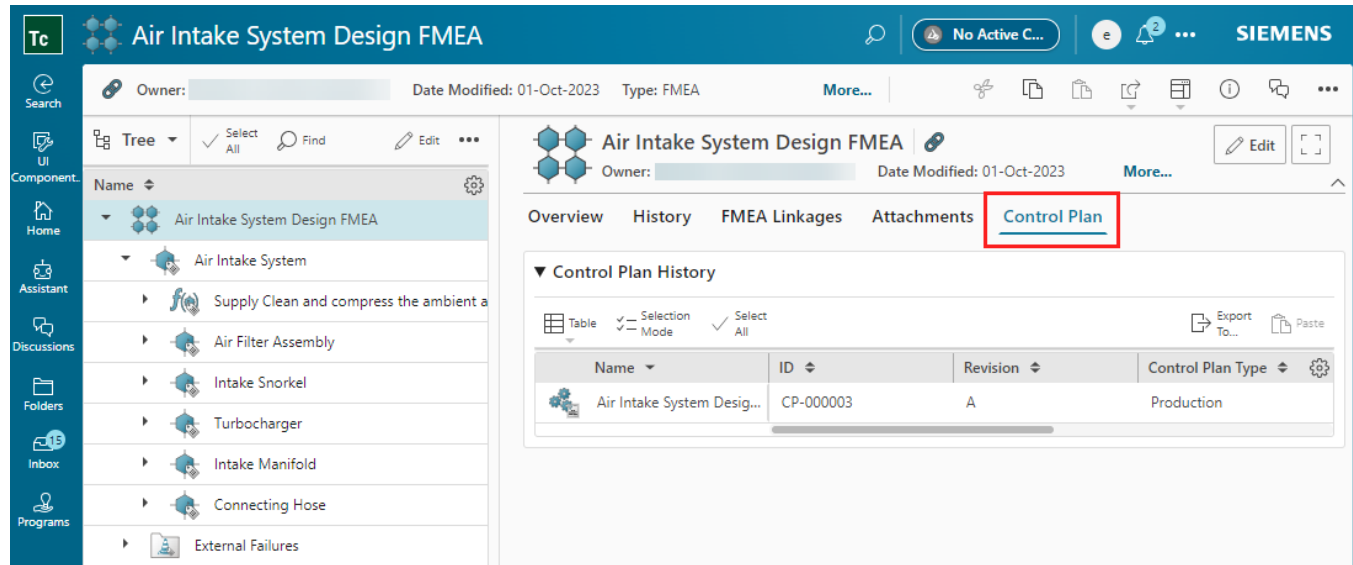 Tc Air Intake System Design FMEA No Active C... e 2 ... SIEMENS
Search
Owner: Date Modified: 01-Oct-2023 Type: FMEA More...
UI
Component..
Tree Select All Find Edit
Air Intake System Design FMEA Edit
Owner: Date Modified: 01-Oct-2023 More...
Name
Home
Air Intake System Design FMEA
Overview History FMEA Linkages Attachments Control Plan
Assistant
Air Intake System
Control Plan History
f(x) Supply Clean and compress the ambient a
Discussions
Table Selection Mode Select All Export To... Paste
Air Filter Assembly
Name ID Revision Control Plan Type
Folders
Intake Snorkel
Air Intake System Desig... CP-000003 A Production
Turbocharger
15
Inbox
Intake Manifold
Programs
Connecting Hose
External Failures